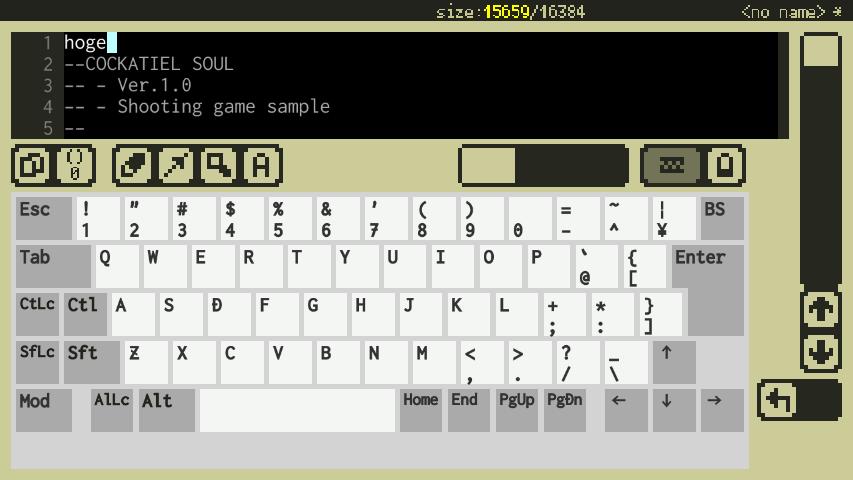 size:15659/16384 <no name> *
1 hoge
2 --COCKATIEL SOUL
3 -- - Ver.1.0
4 -- - Shooting game sample
5 --
() 0 A
Esc ! 1 " 2 # 3 $ 4 % 5 & 6 ' 7 ( 8 ) 9 0 = - ~ ^ | ¥ BS
Tab Q W E R T Y U I O P ` @ { [ Enter
CtLc Ctl A S Đ F G H J K L + ; * : } ]
SfLc Sft Ƶ X C V B N M < , > . ? / _ \ ↑
Mod AlLc Alt Home End PgUp PgĐn ← ↓ →